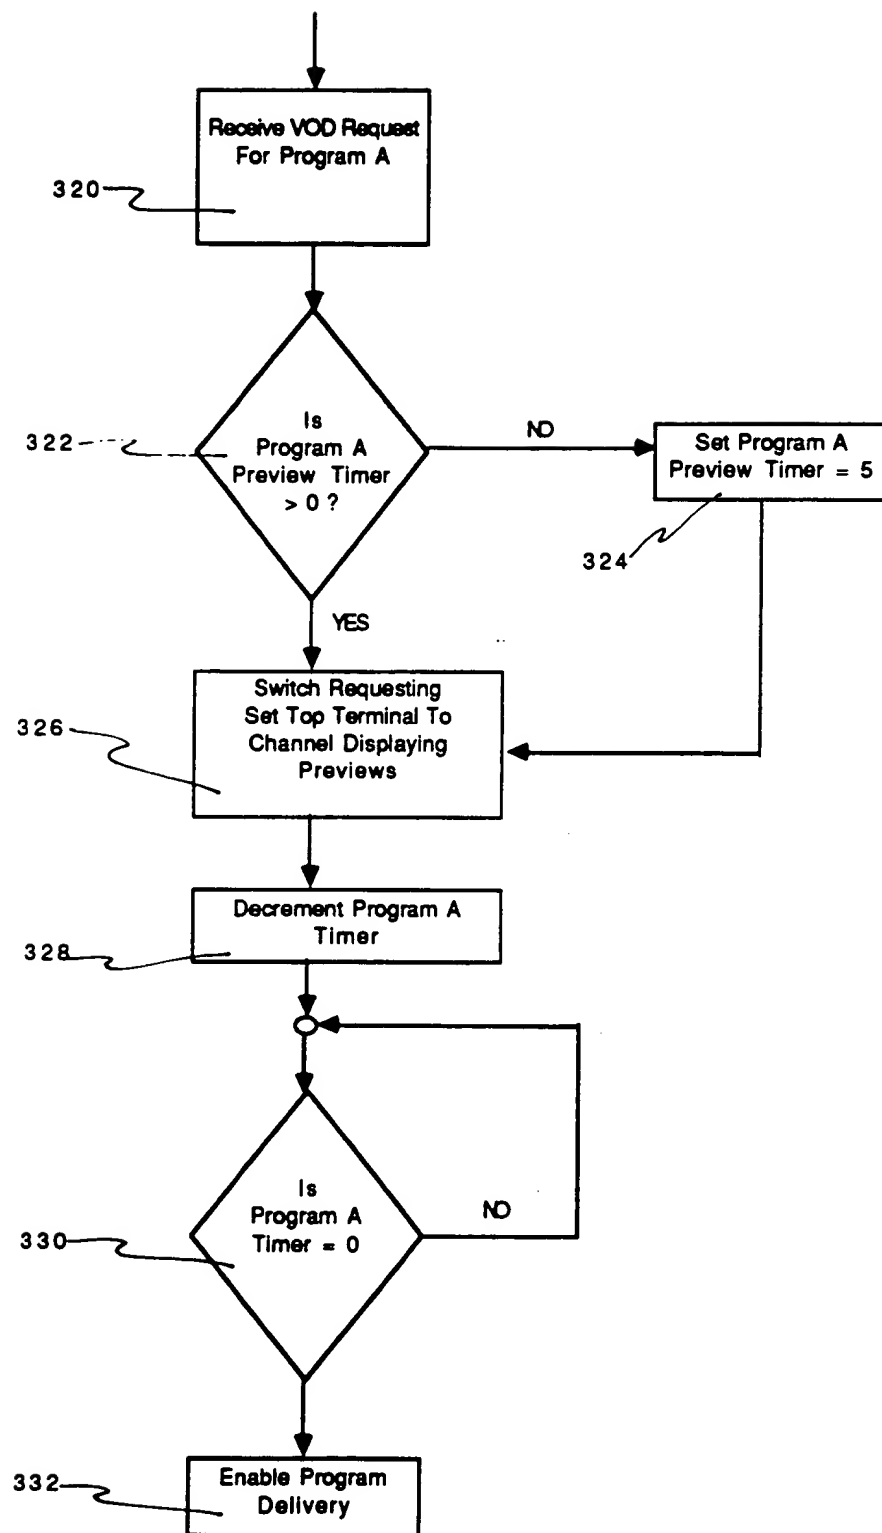 Receive VOD Request
For Program A
320
Is
Program A
Preview Timer
> 0 ?
322
NO
Set Program A
Preview Timer = 5
324
YES
Switch Requesting
Set Top Terminal To
Channel Displaying
Previews
326
Decrement Program A
Timer
328
Is
Program A
Timer = 0
NO
330
Enable Program
Delivery
332